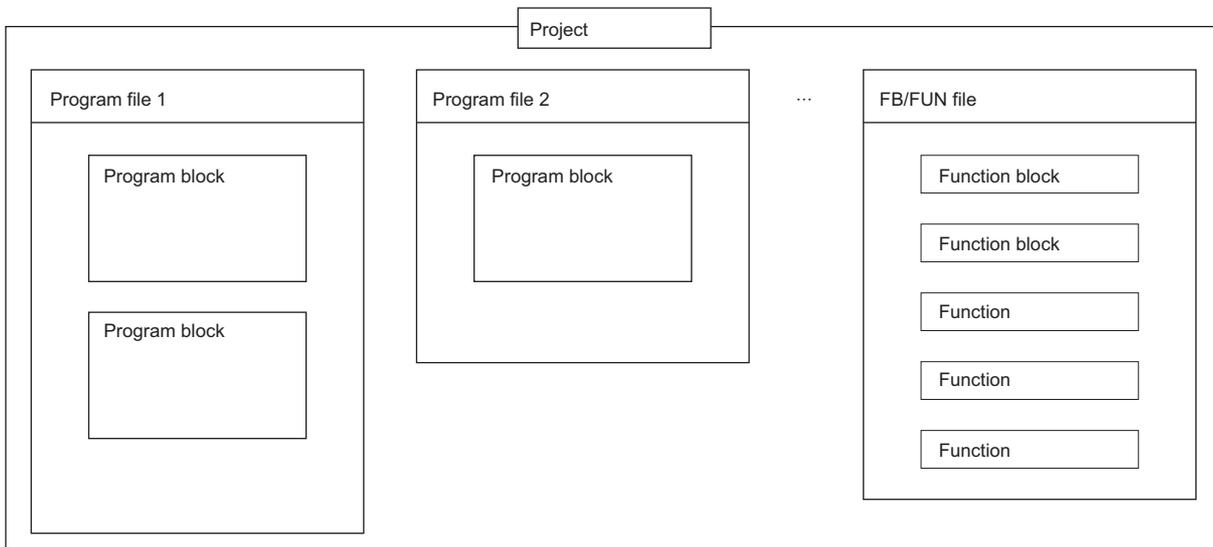 Project
Program file 1
Program block
Program block
Program file 2
Program block
...
FB/FUN file
Function block
Function block
Function
Function
Function